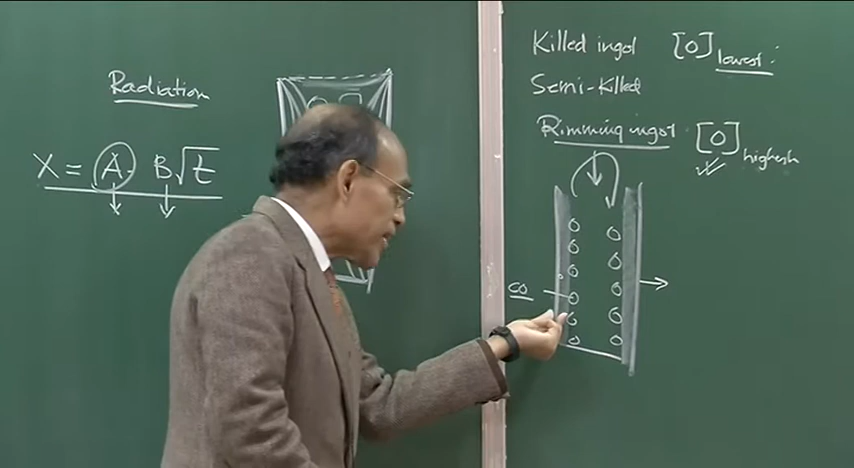 Radiation
X = A B√t
Killed ingot [O] lowest:
Semi-Killed
Rimming ingot [O] highest
CO